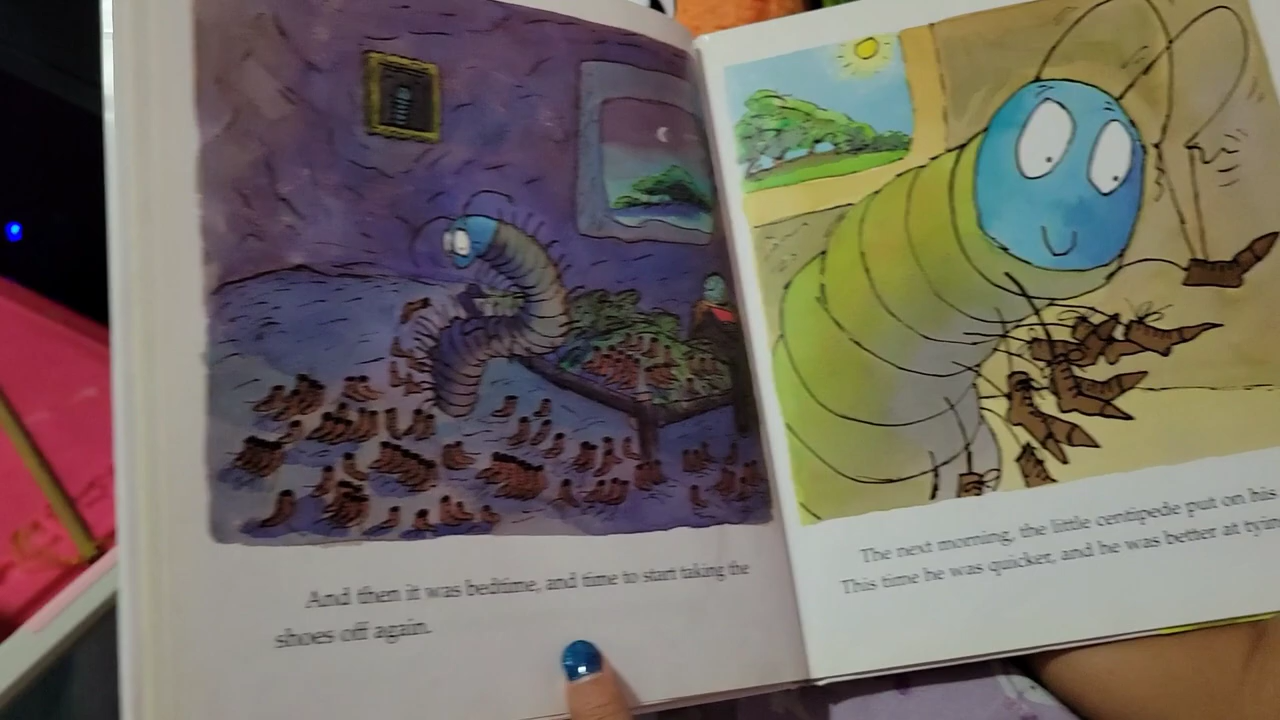 And then it was bedtime, and time to start taking the
shoes off again.
The next morning, the little centipede put on his
This time he was quicker, and he was better at tyin